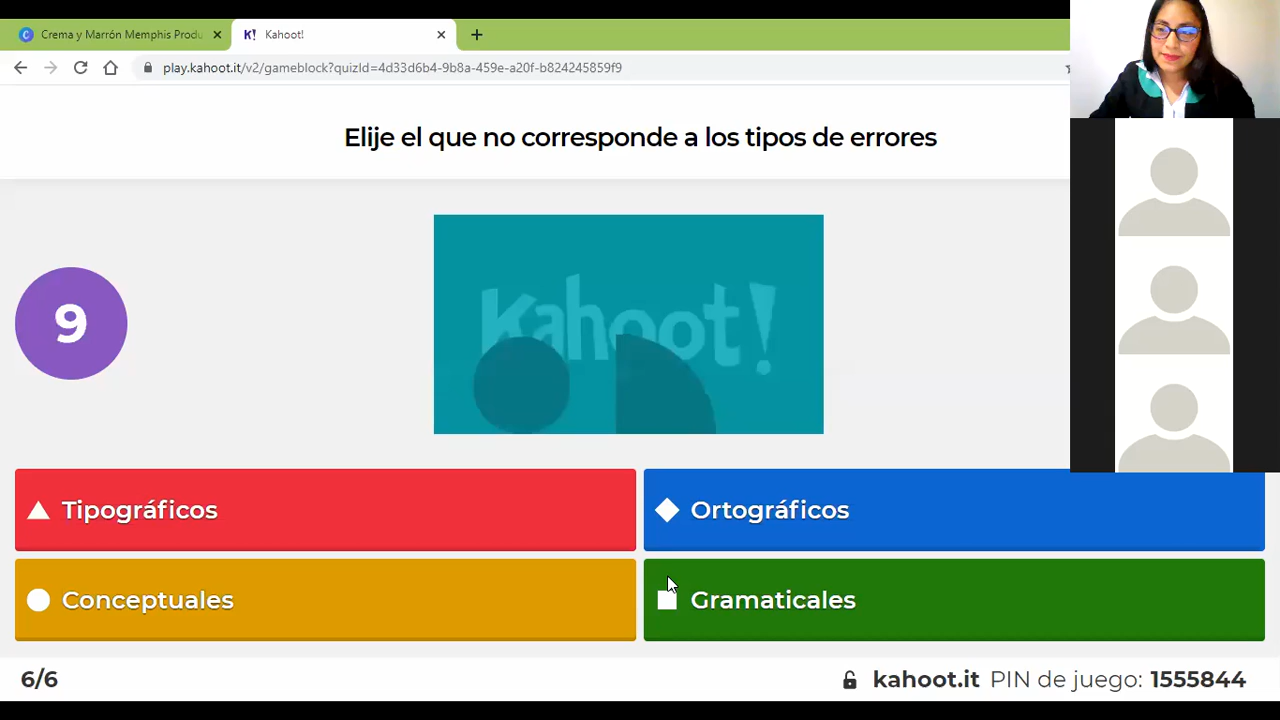 Crema y Marrón Memphis Produ
Kahoot!
play.kahoot.it/v2/gameblock?quizId=4d33d6b4-9b8f-459e-a20f-b824245859f9
Elije el que no corresponde a los tipos de errores
9
Kahoot!
Tipográficos
Ortográficos
Conceptuales
Gramaticales
6/6
kahoot.it PIN de juego: 1555844